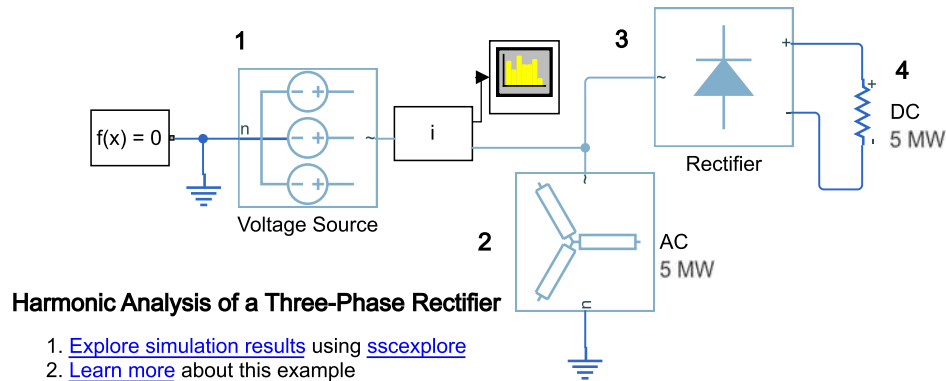 1
3
4
f(x) = 0
n
~
i
~
+
-
+
-
DC
5 MW
Rectifier
Voltage Source
~
2
AC
5 MW
n
Harmonic Analysis of a Three-Phase Rectifier
1. Explore simulation results using sscexplore
2. Learn more about this example